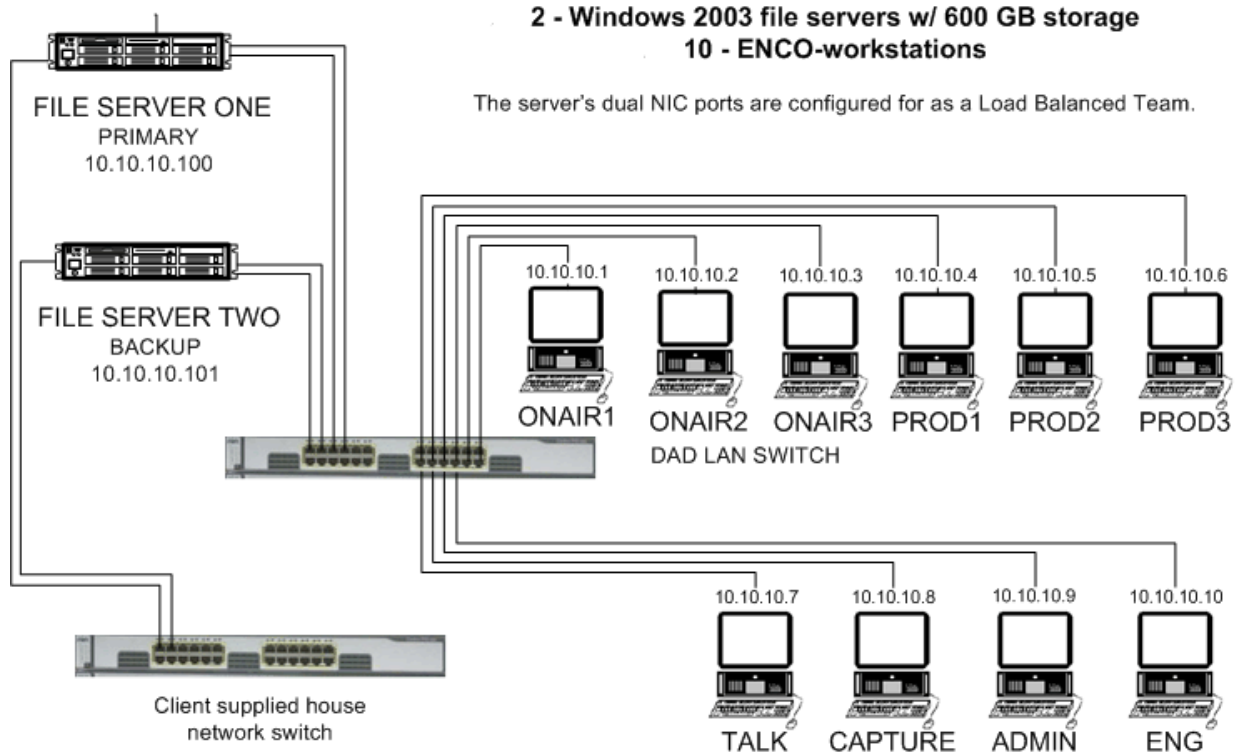 2 - Windows 2003 file servers w/ 600 GB storage
10 - ENCO-workstations
The server's dual NIC ports are configured for as a Load Balanced Team.
FILE SERVER ONE
PRIMARY
10.10.10.100
FILE SERVER TWO
BACKUP
10.10.10.101
10.10.10.1
10.10.10.2
10.10.10.3
10.10.10.4
10.10.10.5
10.10.10.6
ONAIR1
ONAIR2
ONAIR3
PROD1
PROD2
PROD3
DAD LAN SWITCH
10.10.10.7
10.10.10.8
10.10.10.9
10.10.10.10
TALK
CAPTURE
ADMIN
ENG
Client supplied house
network switch